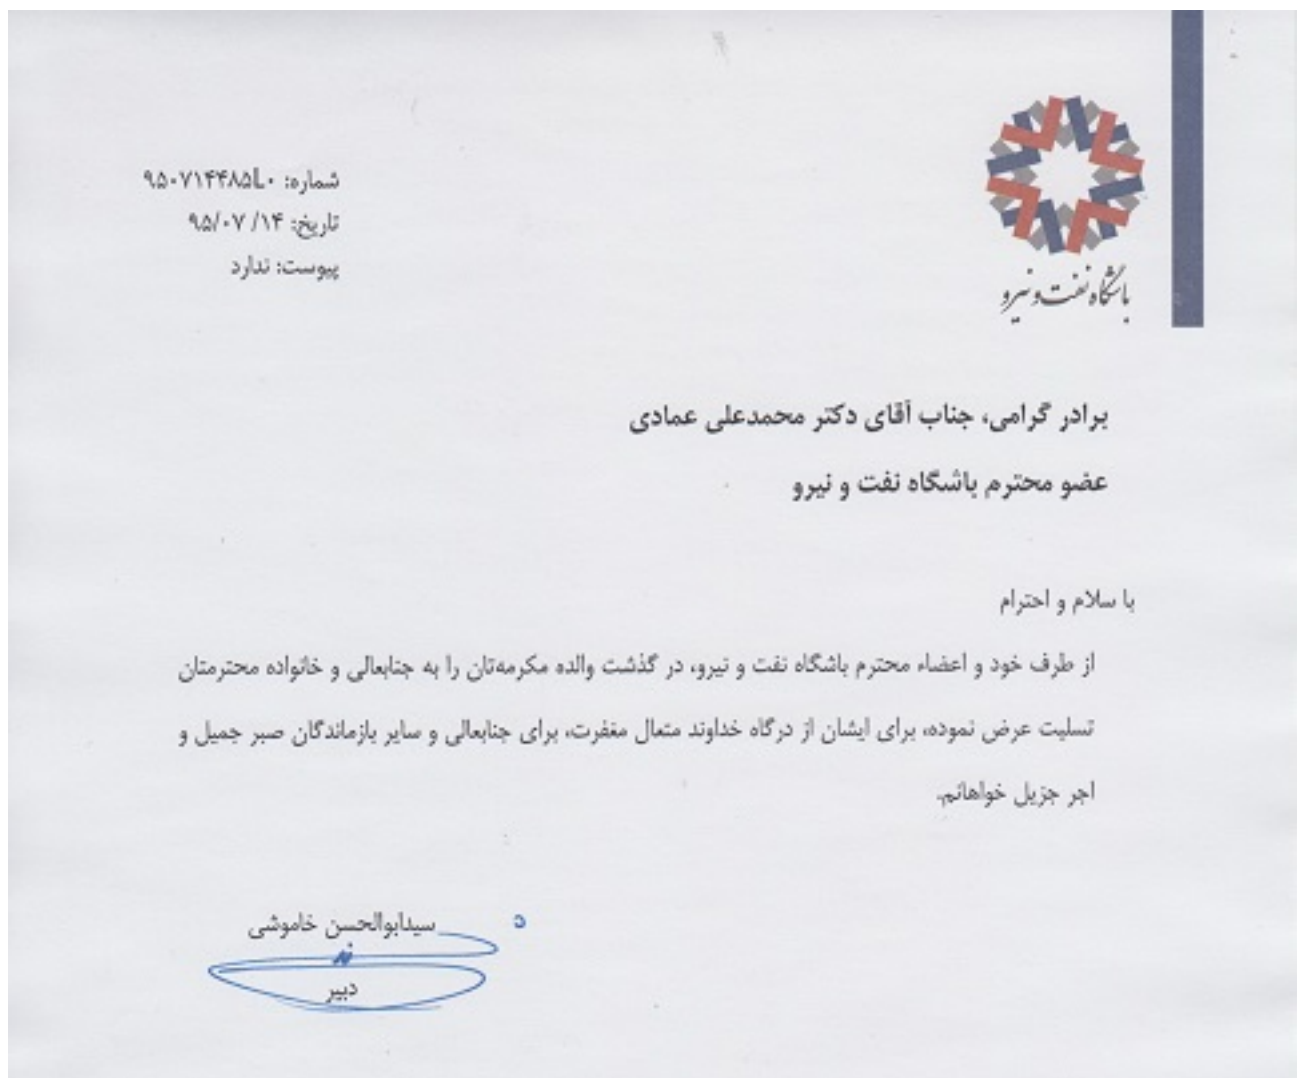 باشگاه نفت و نیرو
شماره: ۹۵۰۷۱۴۴۸۵L۰
تاریخ: ۱۴/ ۹۵/۰۷
پیوست: ندارد
برادر گرامی، جناب آقای دکتر محمدعلی عمادی
عضو محترم باشگاه نفت و نیرو
با سلام و احترام
از طرف خود و اعضاء محترم باشگاه نفت و نیرو، در گذشت والده مکرمه‌تان را به جنابعالی و خانواده محترمتان
تسلیت عرض نموده، برای ایشان از درگاه خداوند متعال مغفرت، برای جنابعالی و سایر بازماندگان صبر جمیل و
اجر جزیل خواهانم.
سیدابوالحسن خاموشی
دبیر